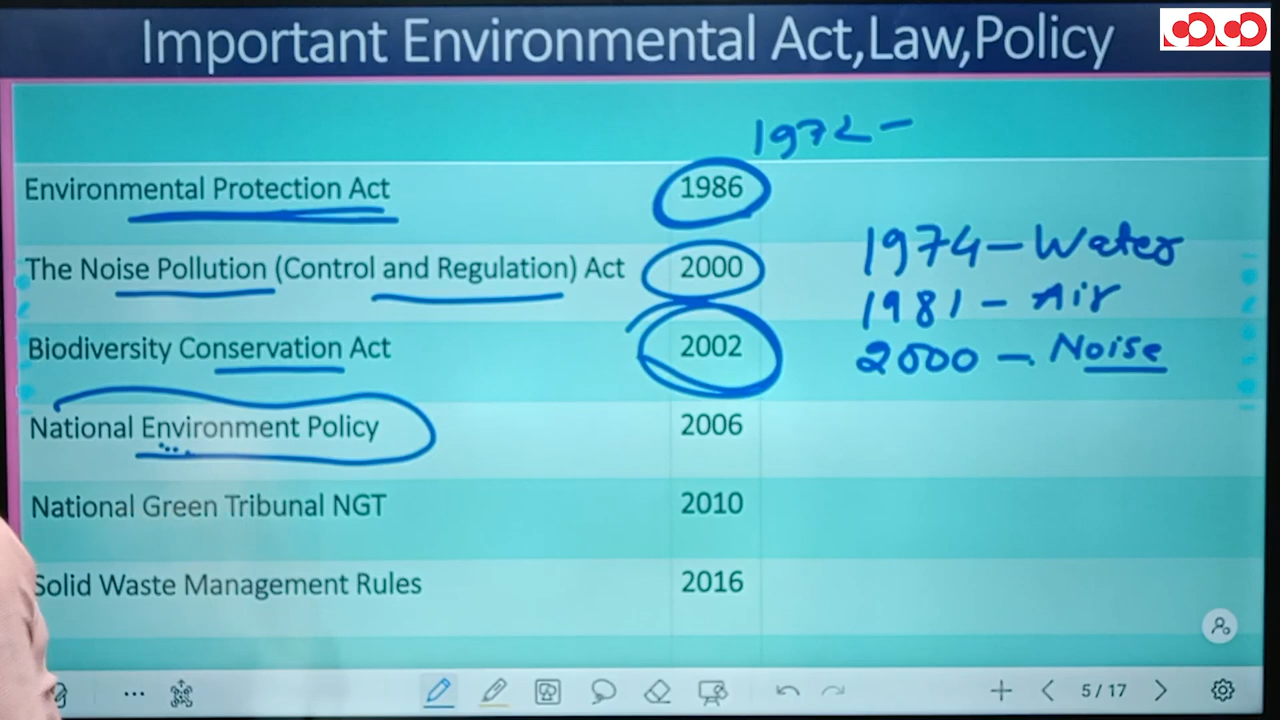 Important Environmental Act,Law,Policy
1972 –
Environmental Protection Act 1986
1974 – Water
The Noise Pollution (Control and Regulation) Act 2000
1981 – Air
Biodiversity Conservation Act 2002
2000 – Noise
National Environment Policy 2006
National Green Tribunal NGT 2010
Solid Waste Management Rules 2016
5 / 17